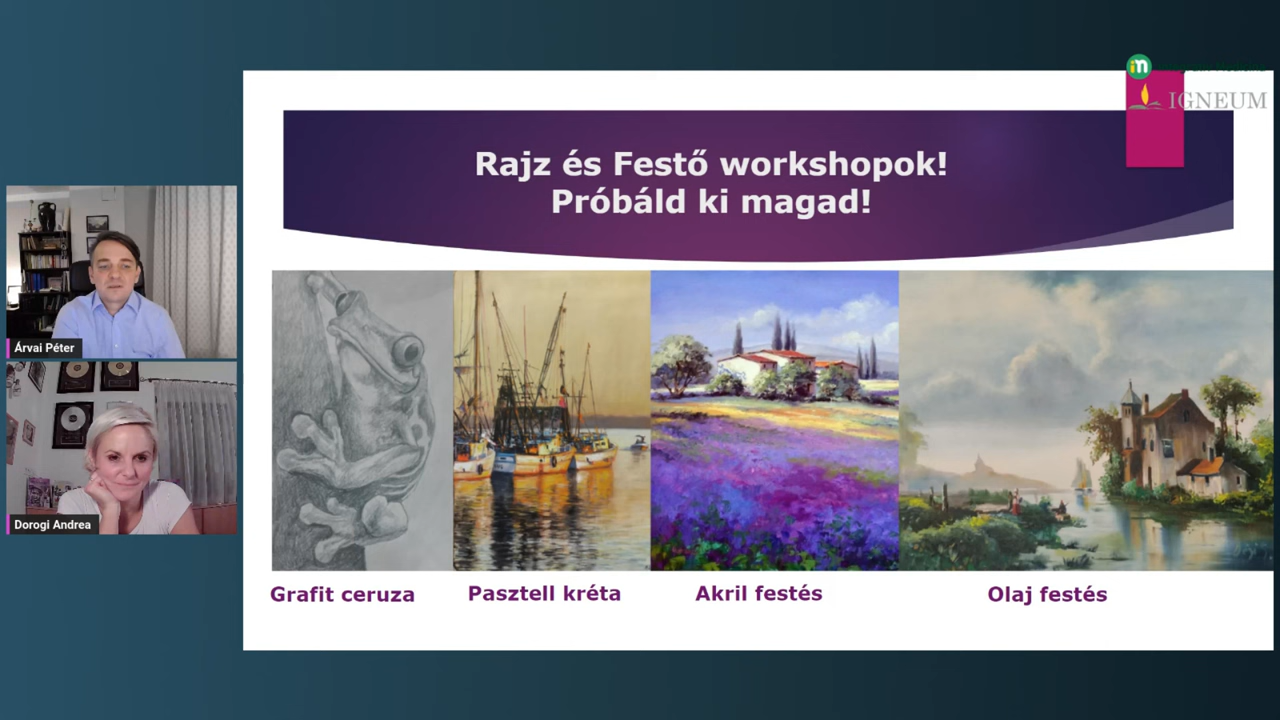 IGNEUM
Rajz és Festő workshopok!
Próbáld ki magad!
Árvai Péter
Dorogi Andrea
Grafit ceruza
Pasztell kréta
Akril festés
Olaj festés